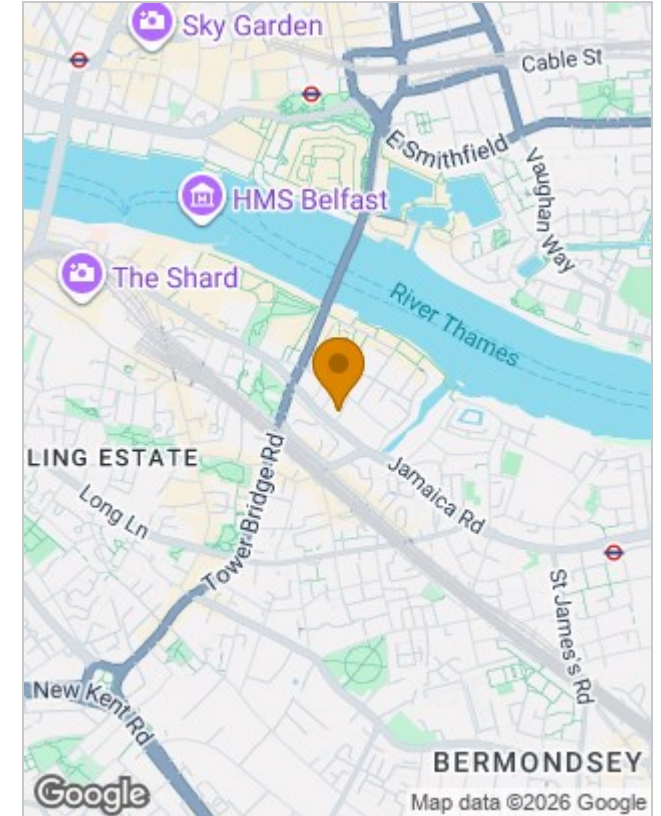 Sky Garden
Cable St
E Smithfield
Vaughan Way
HMS Belfast
The Shard
River Thames
LING ESTATE
Tower Bridge Rd
Jamaica Rd
Long Ln
St James's Rd
New Kent Rd
BERMONDSEY
Google
Map data ©2026 Google